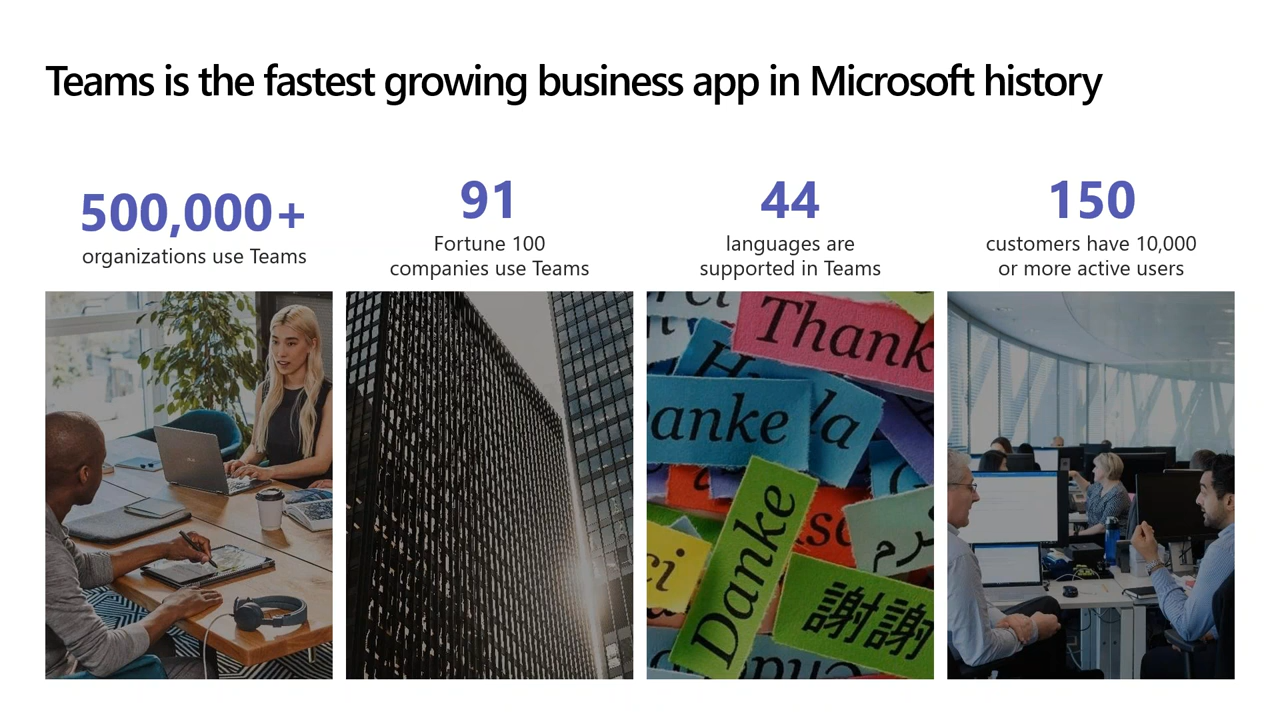 Teams is the fastest growing business app in Microsoft history
500,000+
organizations use Teams
91
Fortune 100
companies use Teams
44
languages are
supported in Teams
150
customers have 10,000
or more active users
Thank
anke
la
Danke
ci
謝謝